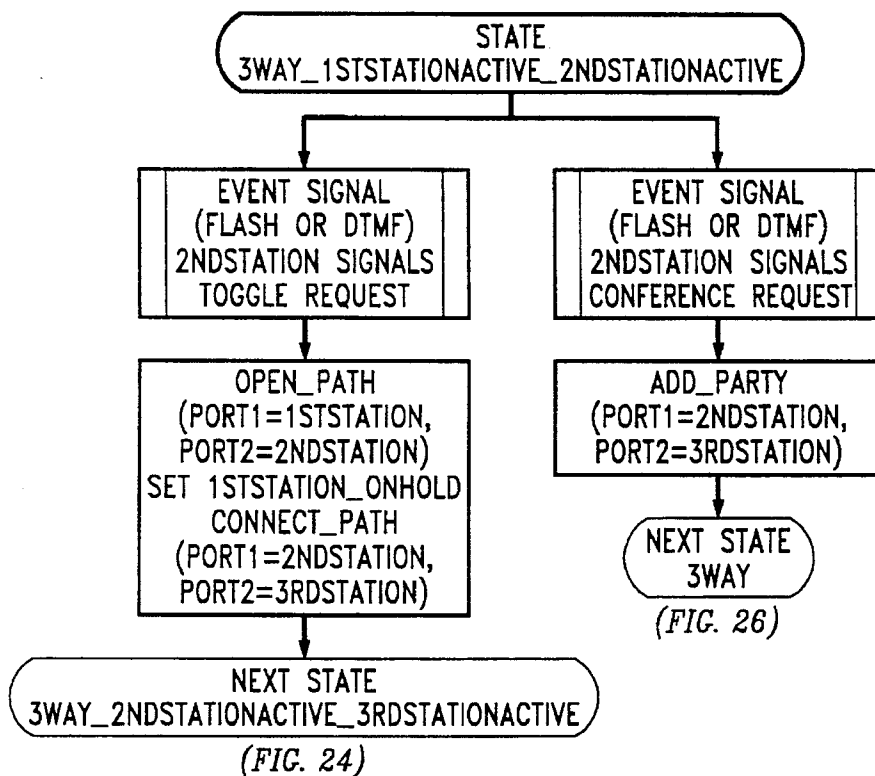 STATE
3WAY_1STSTATIONACTIVE_2NDSTATIONACTIVE
EVENT SIGNAL
(FLASH OR DTMF)
2NDSTATION SIGNALS
TOGGLE REQUEST
OPEN_PATH
(PORT1=1STSTATION,
PORT2=2NDSTATION)
SET 1STSTATION_ONHOLD
CONNECT_PATH
(PORT1=2NDSTATION,
PORT2=3RDSTATION)
NEXT STATE
3WAY_2NDSTATIONACTIVE_3RDSTATIONACTIVE
(FIG. 24)
EVENT SIGNAL
(FLASH OR DTMF)
2NDSTATION SIGNALS
CONFERENCE REQUEST
ADD_PARTY
(PORT1=2NDSTATION,
PORT2=3RDSTATION)
NEXT STATE
3WAY
(FIG. 26)